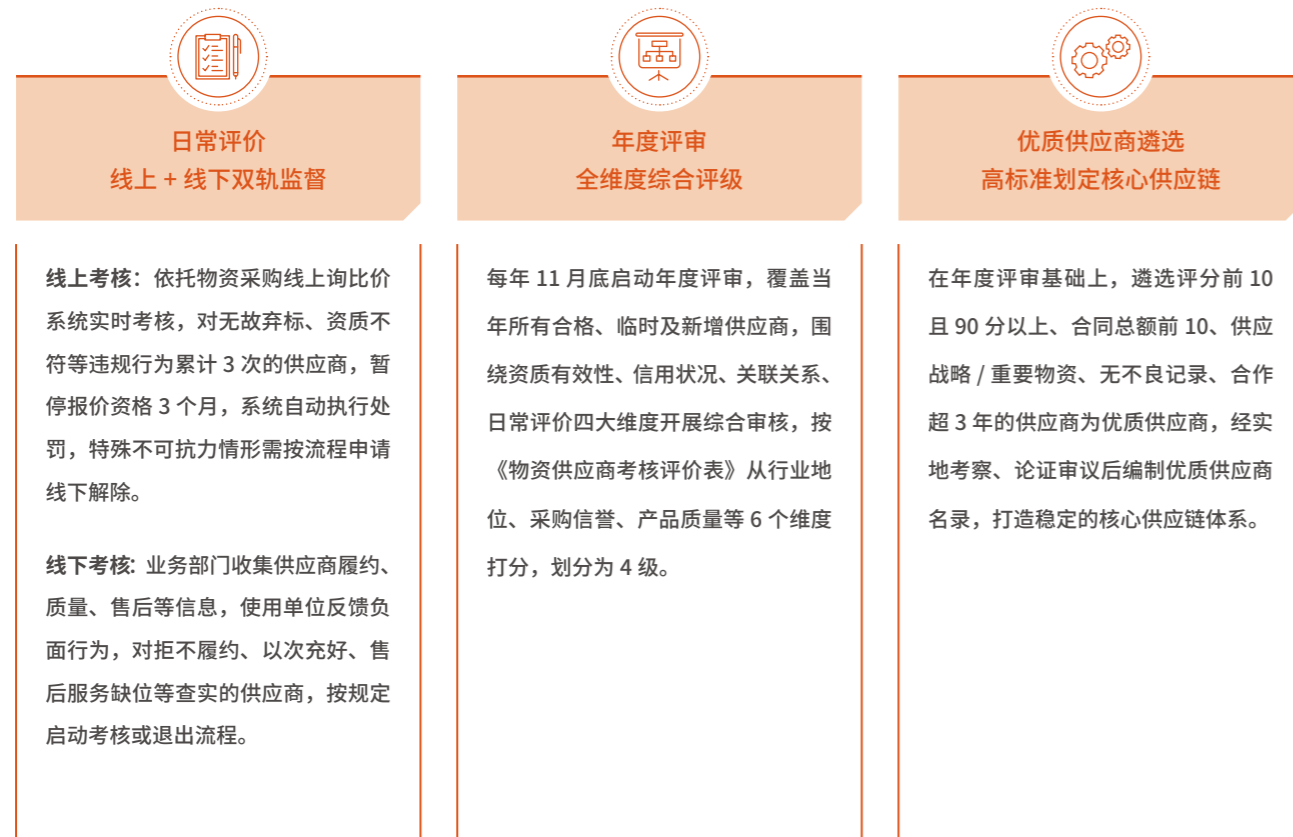 日常评价
线上 + 线下双轨监督
线上考核：依托物资采购线上询比价
系统实时考核，对无故弃标、资质不
符等违规行为累计 3 次的供应商，暂
停报价资格 3 个月，系统自动执行处
罚，特殊不可抗力情形需按流程申请
线下解除。
线下考核：业务部门收集供应商履约、
质量、售后等信息，使用单位反馈负
面行为，对拒不履约、以次充好、售
后服务缺位等查实的供应商，按规定
启动考核或退出流程。
年度评审
全维度综合评级
每年 11 月底启动年度评审，覆盖当
年所有合格、临时及新增供应商，围
绕资质有效性、信用状况、关联关系、
日常评价四大维度开展综合审核，按
《物资供应商考核评价表》从行业地
位、采购信誉、产品质量等 6 个维度
打分，划分为 4 级。
优质供应商遴选
高标准划定核心供应链
在年度评审基础上，遴选评分前 10
且 90 分以上、合同总额前 10、供应
战略 / 重要物资、无不良记录、合作
超 3 年的供应商为优质供应商，经实
地考察、论证审议后编制优质供应商
名录，打造稳定的核心供应链体系。